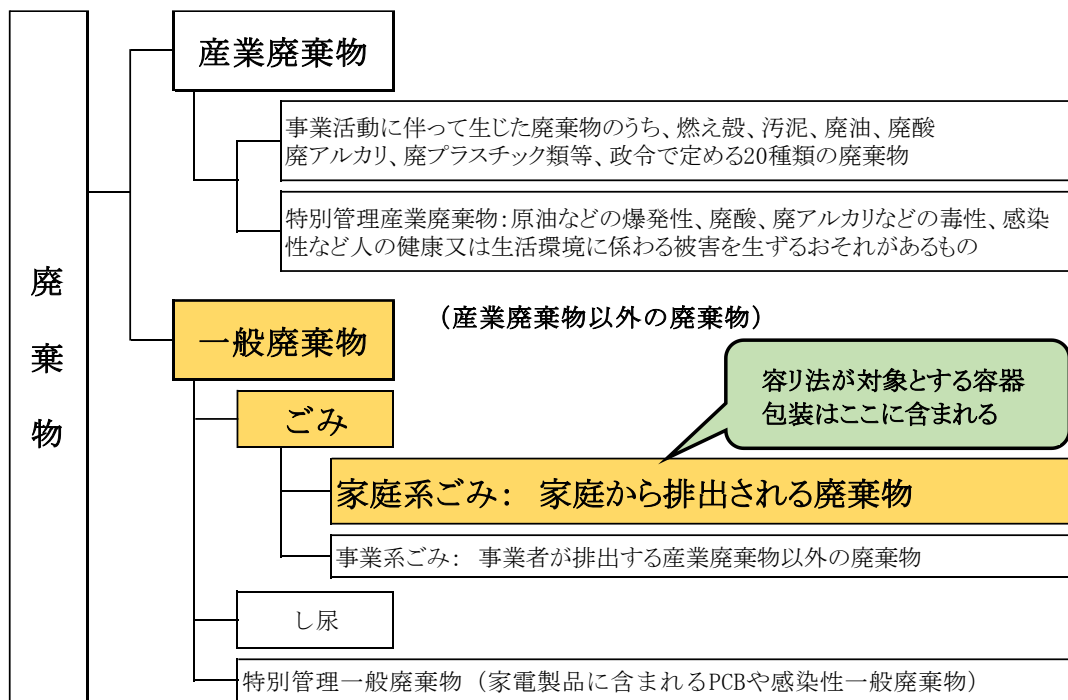 廃棄物
産業廃棄物
事業活動に伴って生じた廃棄物のうち、燃え殻、汚泥、廃油、廃酸
廃アルカリ、廃プラスチック類等、政令で定める20種類の廃棄物
特別管理産業廃棄物：原油などの爆発性、廃酸、廃アルカリなどの毒性、感染
性など人の健康又は生活環境に係わる被害を生ずるおそれがあるもの
一般廃棄物
（産業廃棄物以外の廃棄物）
容リ法が対象とする容器
包装はここに含まれる
ごみ
家庭系ごみ： 家庭から排出される廃棄物
事業系ごみ： 事業者が排出する産業廃棄物以外の廃棄物
し尿
特別管理一般廃棄物（家電製品に含まれるPCBや感染性一般廃棄物）